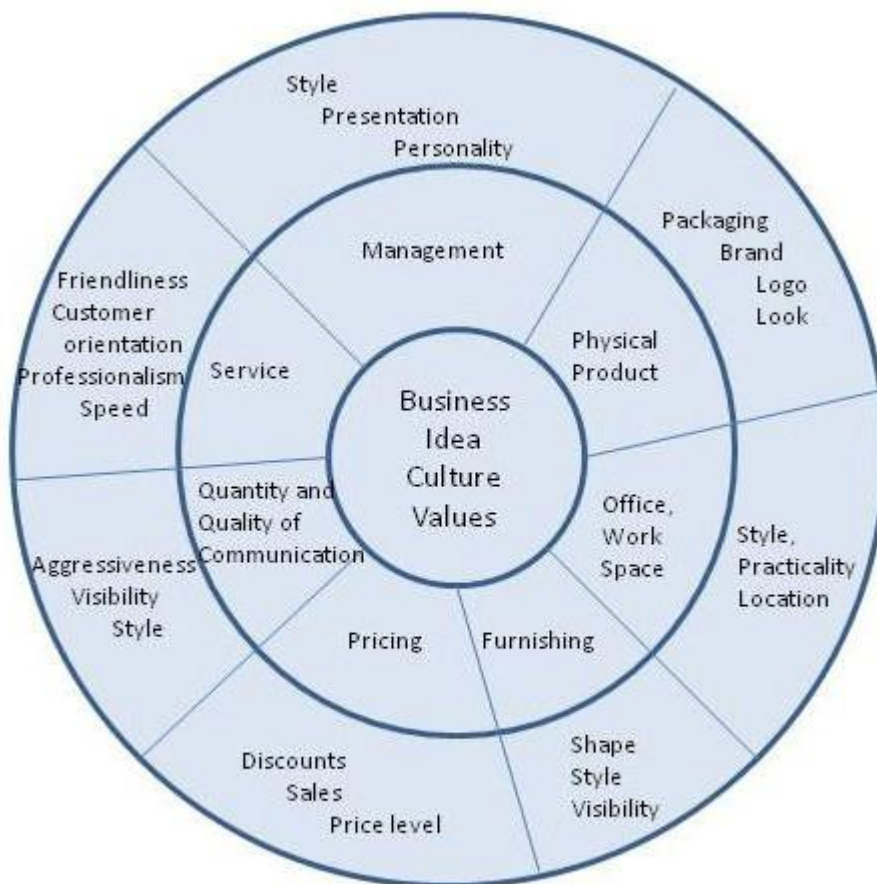 Style
Presentation
Personality
Management
Packaging
Brand
Logo
Look
Physical
Product
Friendliness
Customer
orientation
Professionalism
Speed
Service
Business
Idea
Culture
Values
Quantity and
Quality of
Communication
Office,
Work
Space
Style,
Practicality
Location
Aggressiveness
Visibility
Style
Pricing
Furnishing
Discounts
Sales
Price level
Shape
Style
Visibility